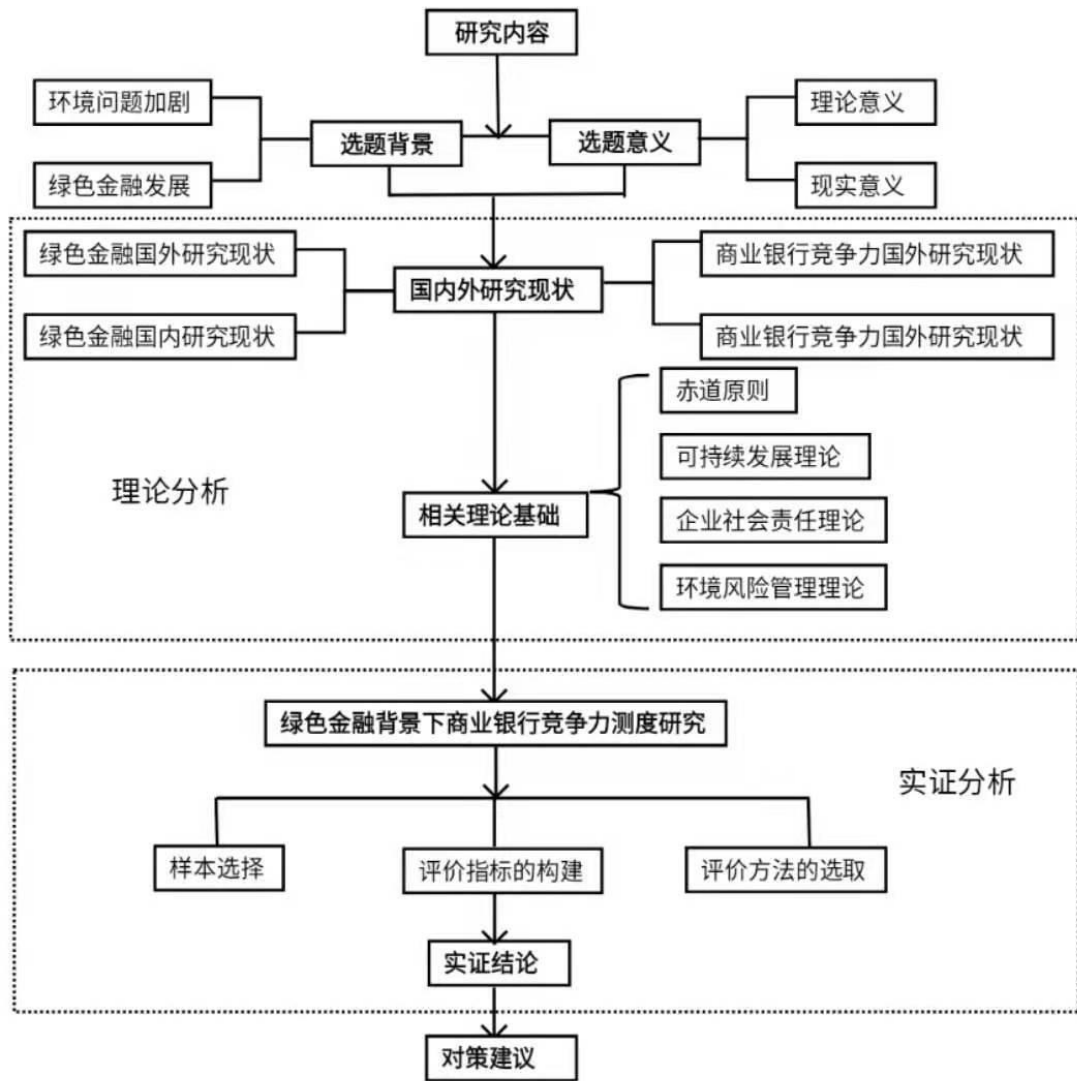 研究内容
环境问题加剧
理论意义
选题背景
选题意义
绿色金融发展
现实意义
绿色金融国外研究现状
商业银行竞争力国外研究现状
国内外研究现状
绿色金融国内研究现状
商业银行竞争力国外研究现状
赤道原则
可持续发展理论
理论分析
相关理论基础
企业社会责任理论
环境风险管理理论
绿色金融背景下商业银行竞争力测度研究
实证分析
样本选择
评价指标的构建
评价方法的选取
实证结论
对策建议